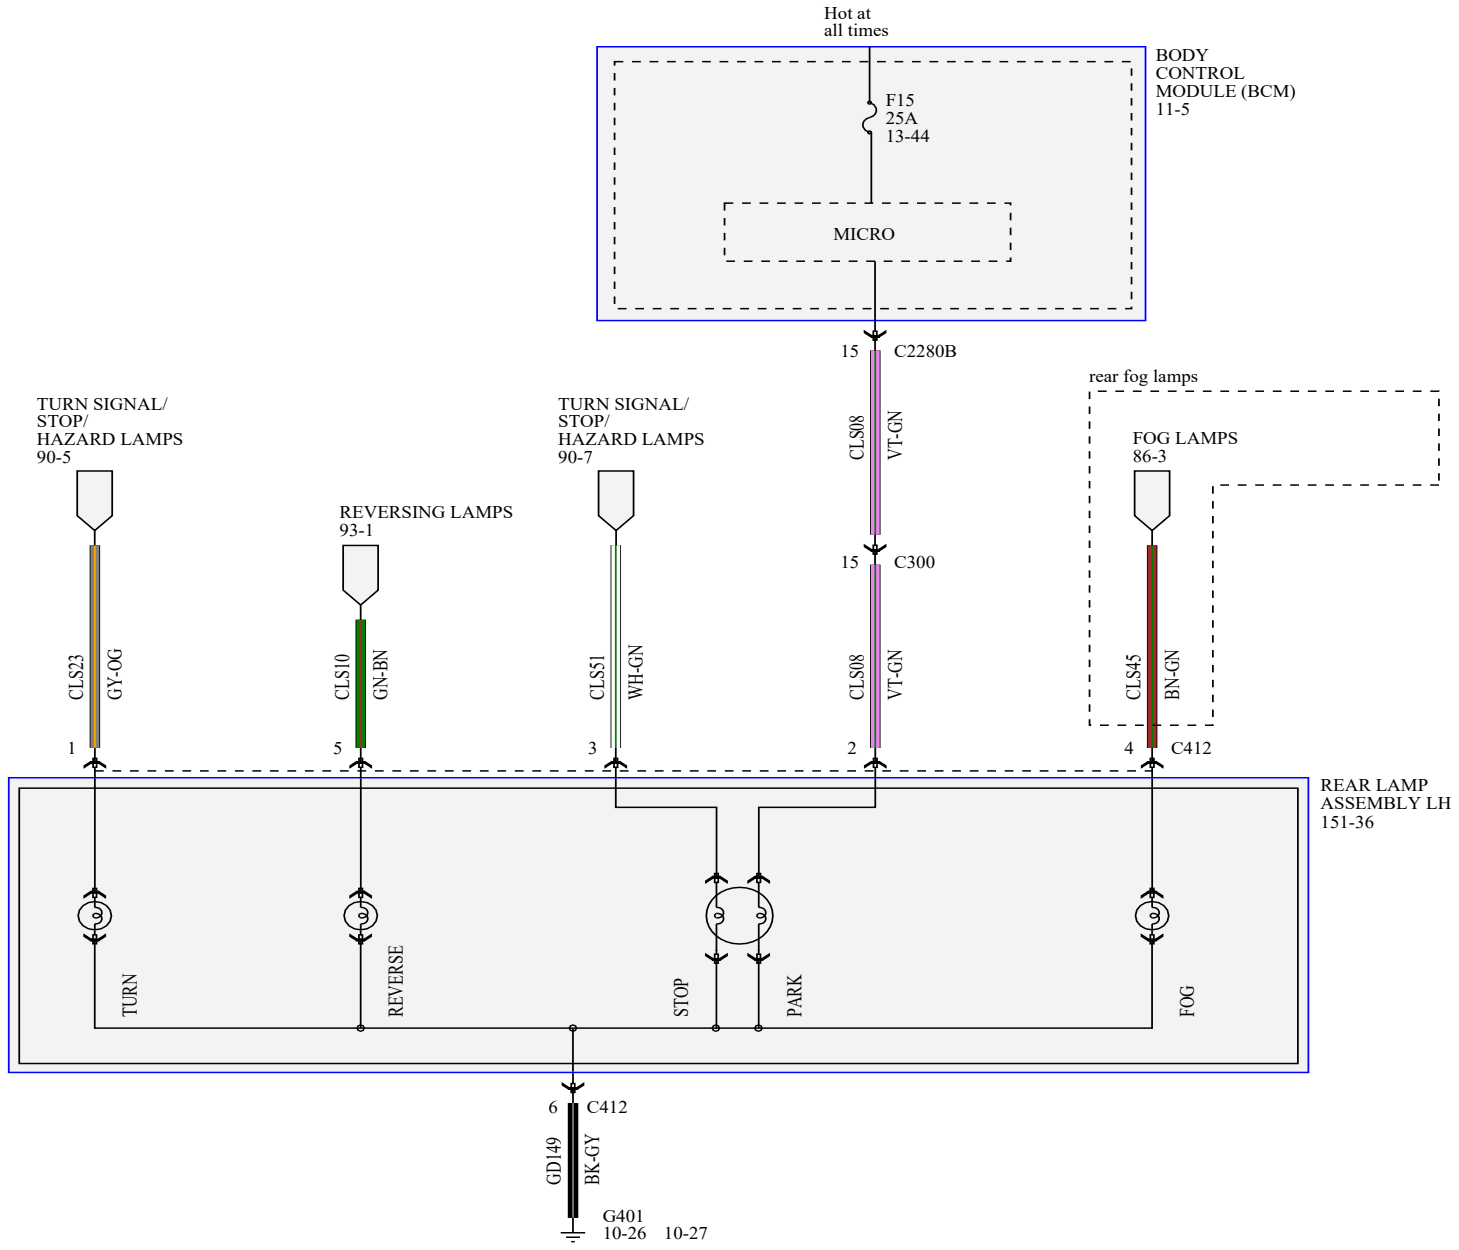 Hot at
all times
BODY
CONTROL
MODULE (BCM)
11-5
F15
25A
13-44
MICRO
15 C2280B
CLS08
VT-GN
rear fog lamps
TURN SIGNAL/
STOP/
HAZARD LAMPS
90-5
TURN SIGNAL/
STOP/
HAZARD LAMPS
90-7
FOG LAMPS
86-3
REVERSING LAMPS
93-1
15 C300
CLS23
GY-OG
CLS10
GN-BN
CLS51
WH-GN
CLS08
VT-GN
CLS45
BN-GN
1
5
3
2
4 C412
REAR LAMP
ASSEMBLY LH
151-36
TURN
REVERSE
STOP
PARK
FOG
6 C412
GD149
BK-GY
G401
10-26 10-27